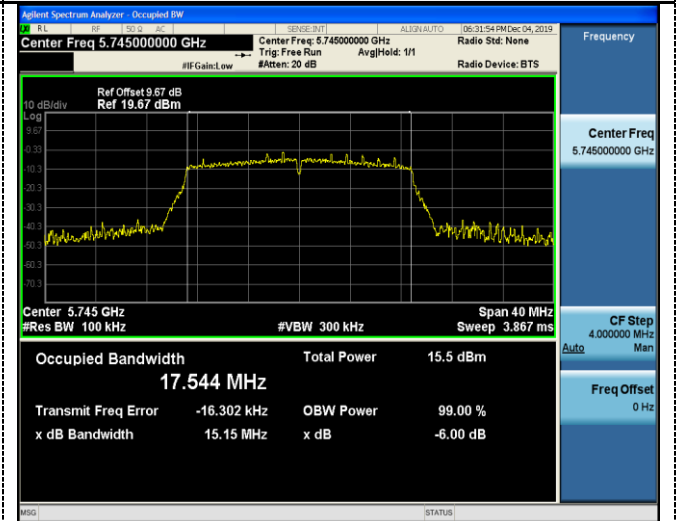 Agilent Spectrum Analyzer - Occupied BW
RL RF 50 Ω AC SENSE:INT ALIGN AUTO 06:31:54 PM Dec 04, 2019
Center Freq 5.745000000 GHz
Center Freq: 5.745000000 GHz Radio Std: None
Trig: Free Run Avg|Hold: 1/1
#IFGain:Low #Atten: 20 dB Radio Device: BTS
Frequency
Ref Offset 9.67 dB
10 dB/div Ref 19.67 dBm
Log
9.67
-0.33
-10.3
-20.3
-30.3
-40.3
-50.3
-60.3
-70.3
Center Freq
5.745000000 GHz
Center 5.745 GHz Span 40 MHz
#Res BW 100 kHz #VBW 300 kHz Sweep 3.867 ms
CF Step
4.000000 MHz
Auto Man
Occupied Bandwidth Total Power 15.5 dBm
17.544 MHz
Transmit Freq Error -16.302 kHz OBW Power 99.00 %
x dB Bandwidth 15.15 MHz x dB -6.00 dB
Freq Offset
0 Hz
MSG STATUS